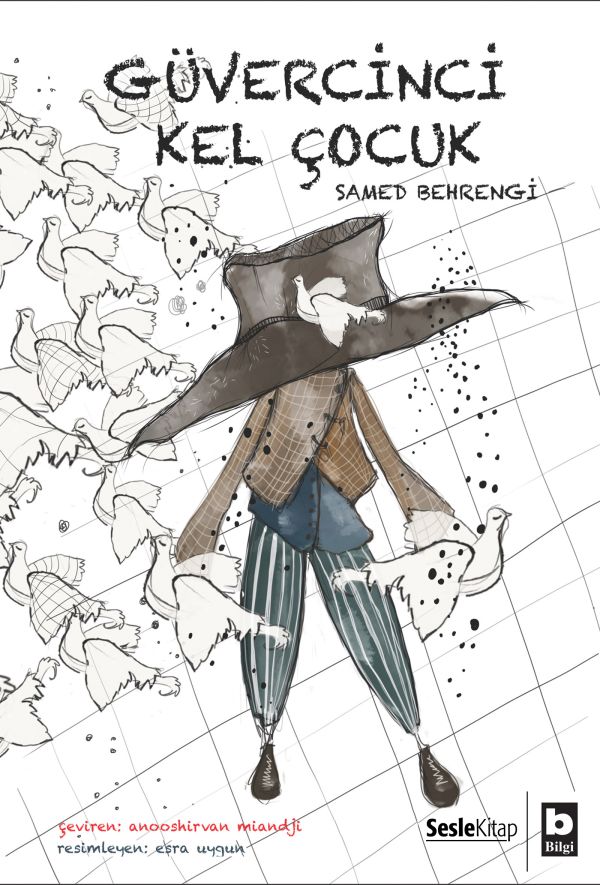 GÜVERCİNCİ
KEL ÇOCUK
SAMED BEHRENGİ
çeviren: anooshirvan miandji
resimleyen: esra uygun
SesleKitap
b
Bilgi